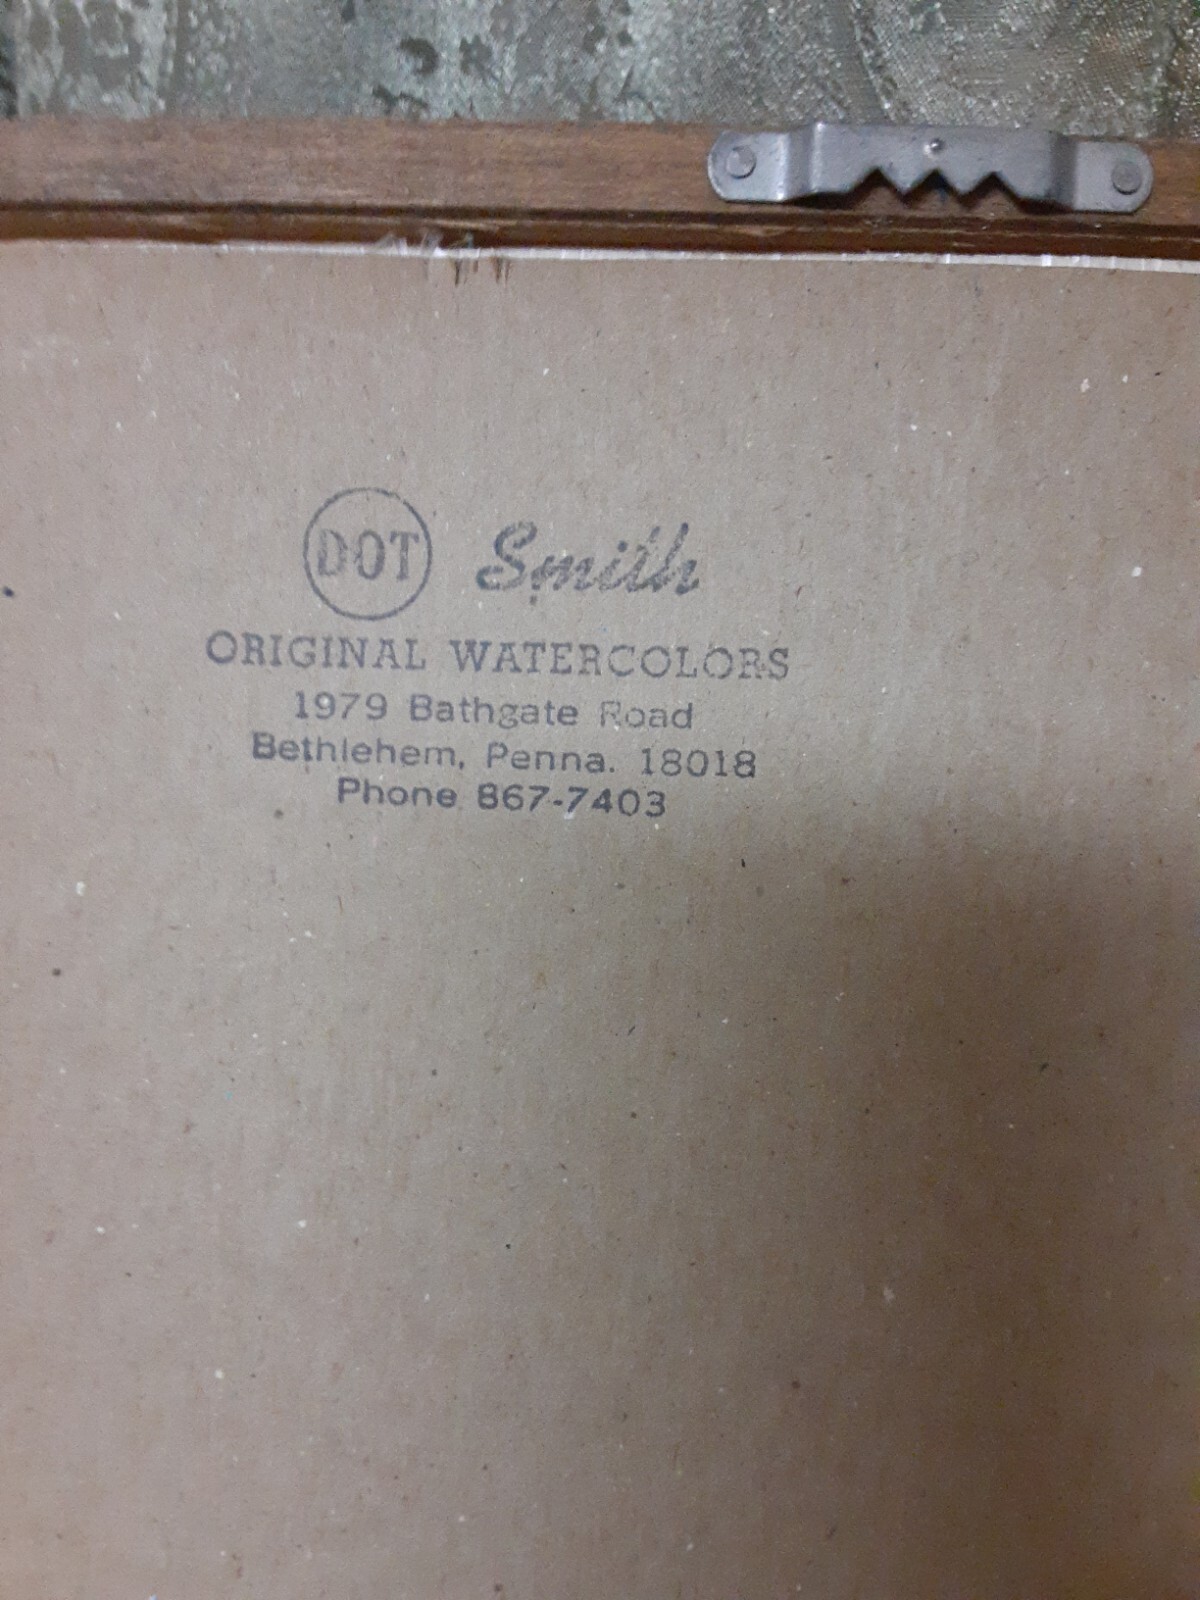 DOT Smith
ORIGINAL WATERCOLORS
1979 Bathgate Road
Bethlehem, Penna. 18018
Phone 867-7403